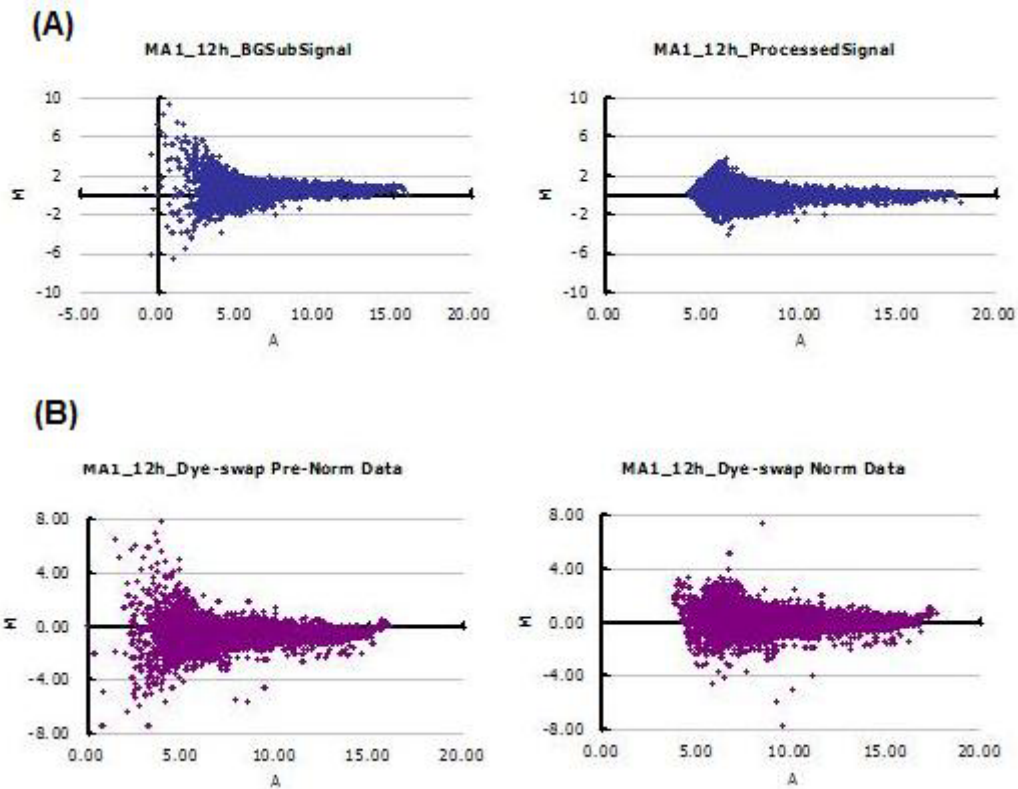 (A)
MA1_12h_BGSubSignal
10
6
2
-2
-6
-10
M
-5.00 0.00 5.00 10.00 15.00 20.00
A
MA1_12h_ProcessedSignal
10
6
2
-2
-6
-10
M
0.00 5.00 10.00 15.00 20.00
A
(B)
MA1_12h_Dye-swap Pre-Norm Data
8.00
4.00
0.00
-4.00
-8.00
M
0.00 5.00 10.00 15.00 20.00
A
MA1_12h_Dye-swap Norm Data
8.00
4.00
0.00
-4.00
-8.00
M
0.00 5.00 10.00 15.00 20.00
A